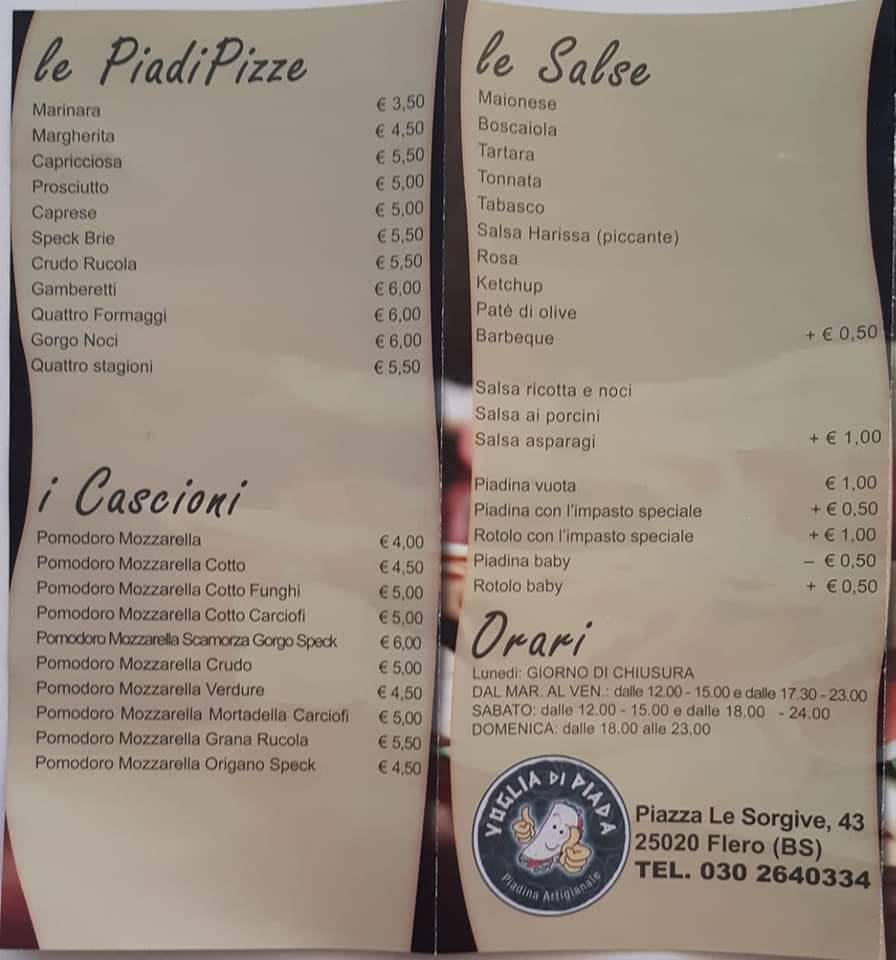 le PiadiPizze
Marinara € 3,50
Margherita € 4,50
Capricciosa € 5,50
Prosciutto € 5,00
Caprese € 5,00
Speck Brie € 5,50
Crudo Rucola € 5,50
Gamberetti € 6,00
Quattro Formaggi € 6,00
Gorgo Noci € 6,00
Quattro stagioni € 5,50
i Cascioni
Pomodoro Mozzarella € 4,00
Pomodoro Mozzarella Cotto € 4,50
Pomodoro Mozzarella Cotto Funghi € 5,00
Pomodoro Mozzarella Cotto Carciofi € 5,00
Pomodoro Mozzarella Scamorza Gorgo Speck € 6,00
Pomodoro Mozzarella Crudo € 5,00
Pomodoro Mozzarella Verdure € 4,50
Pomodoro Mozzarella Mortadella Carciofi € 5,00
Pomodoro Mozzarella Grana Rucola € 5,50
Pomodoro Mozzarella Origano Speck € 4,50
le Salse
Maionese
Boscaiola
Tartara
Tonnata
Tabasco
Salsa Harissa (piccante)
Rosa
Ketchup
Patè di olive
Barbeque + € 0,50
Salsa ricotta e noci
Salsa ai porcini
Salsa asparagi + € 1,00
Piadina vuota € 1,00
Piadina con l'impasto speciale + € 0,50
Rotolo con l'impasto speciale + € 1,00
Piadina baby – € 0,50
Rotolo baby + € 0,50
Orari
Lunedi: GIORNO DI CHIUSURA
DAL MAR. AL VEN.: dalle 12.00 - 15.00 e dalle 17.30 - 23.00
SABATO: dalle 12.00 - 15.00 e dalle 18.00 - 24.00
DOMENICA: dalle 18.00 alle 23,00
VOGLIA DI PIADA
Piadina Artigianale
Piazza Le Sorgive, 43
25020 Flero (BS)
TEL. 030 2640334